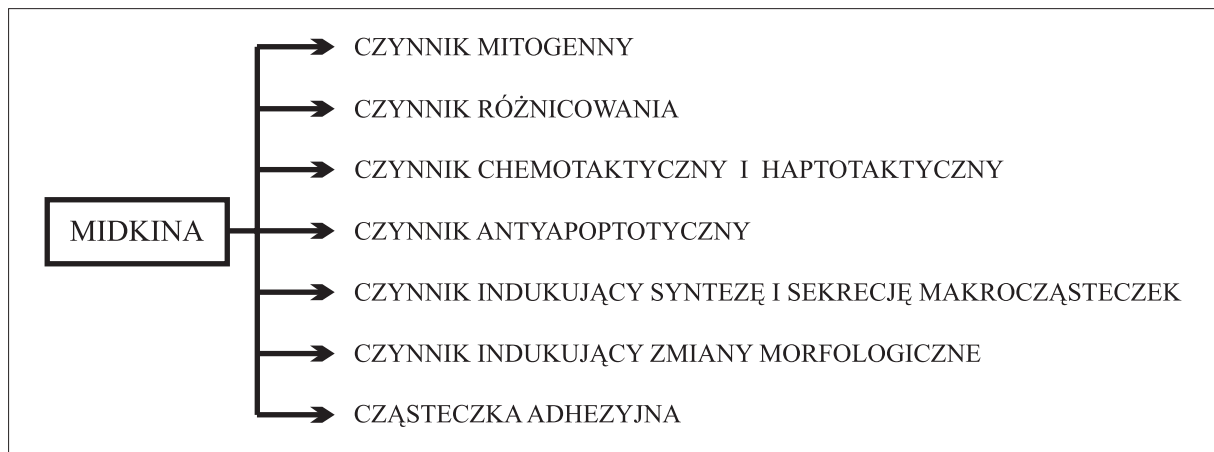 CZYNNIK MITOGENNY
CZYNNIK RÓŻNICOWANIA
CZYNNIK CHEMOTAKTYCZNY I HAPTOTAKTYCZNY
MIDKINA
CZYNNIK ANTYAPOPTOTYCZNY
CZYNNIK INDUKUJĄCY SYNTEZĘ I SEKRECJĘ MAKROCZĄSTECZEK
CZYNNIK INDUKUJĄCY ZMIANY MORFOLOGICZNE
CZĄSTECZKA ADHEZYJNA